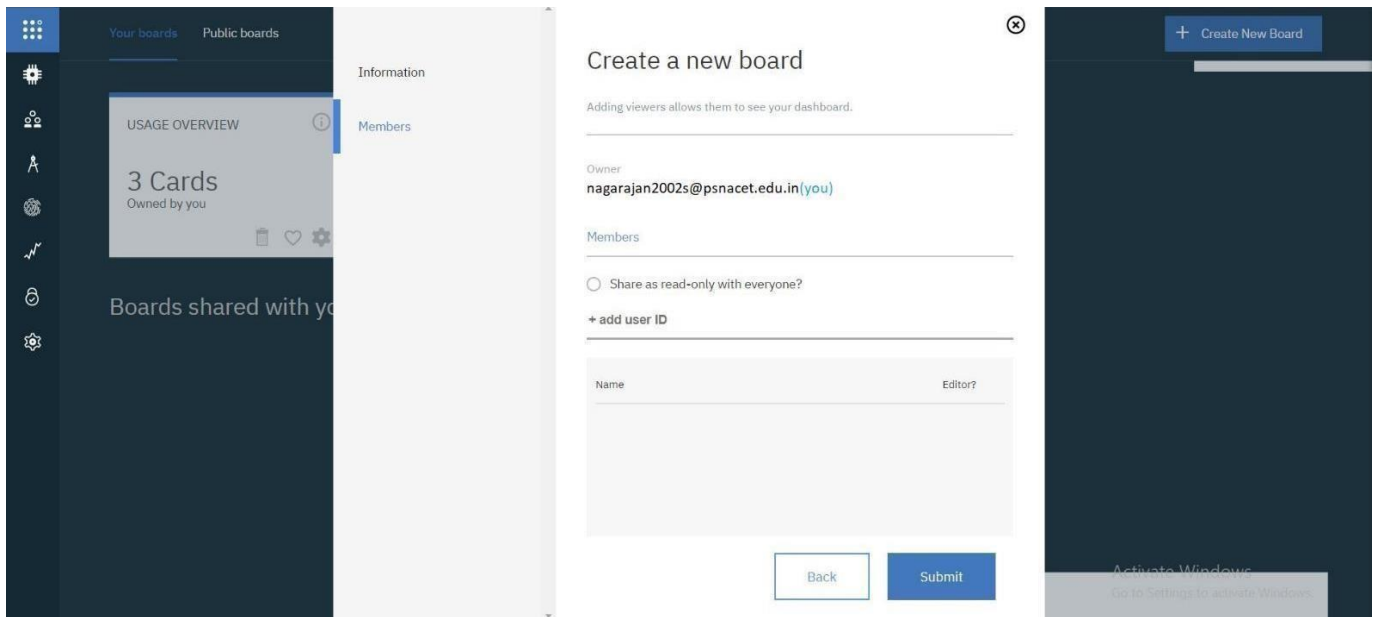 Your boards Public boards
+ Create New Board
Information
Members
USAGE OVERVIEW
3 Cards
Owned by you
Boards shared with yo
Create a new board
Adding viewers allows them to see your dashboard.
Owner
nagarajan2002s@psnacet.edu.in(you)
Members
Share as read-only with everyone?
+ add user ID
Name Editor?
Back Submit
Activate Windows
Go to Settings to activate Windows.